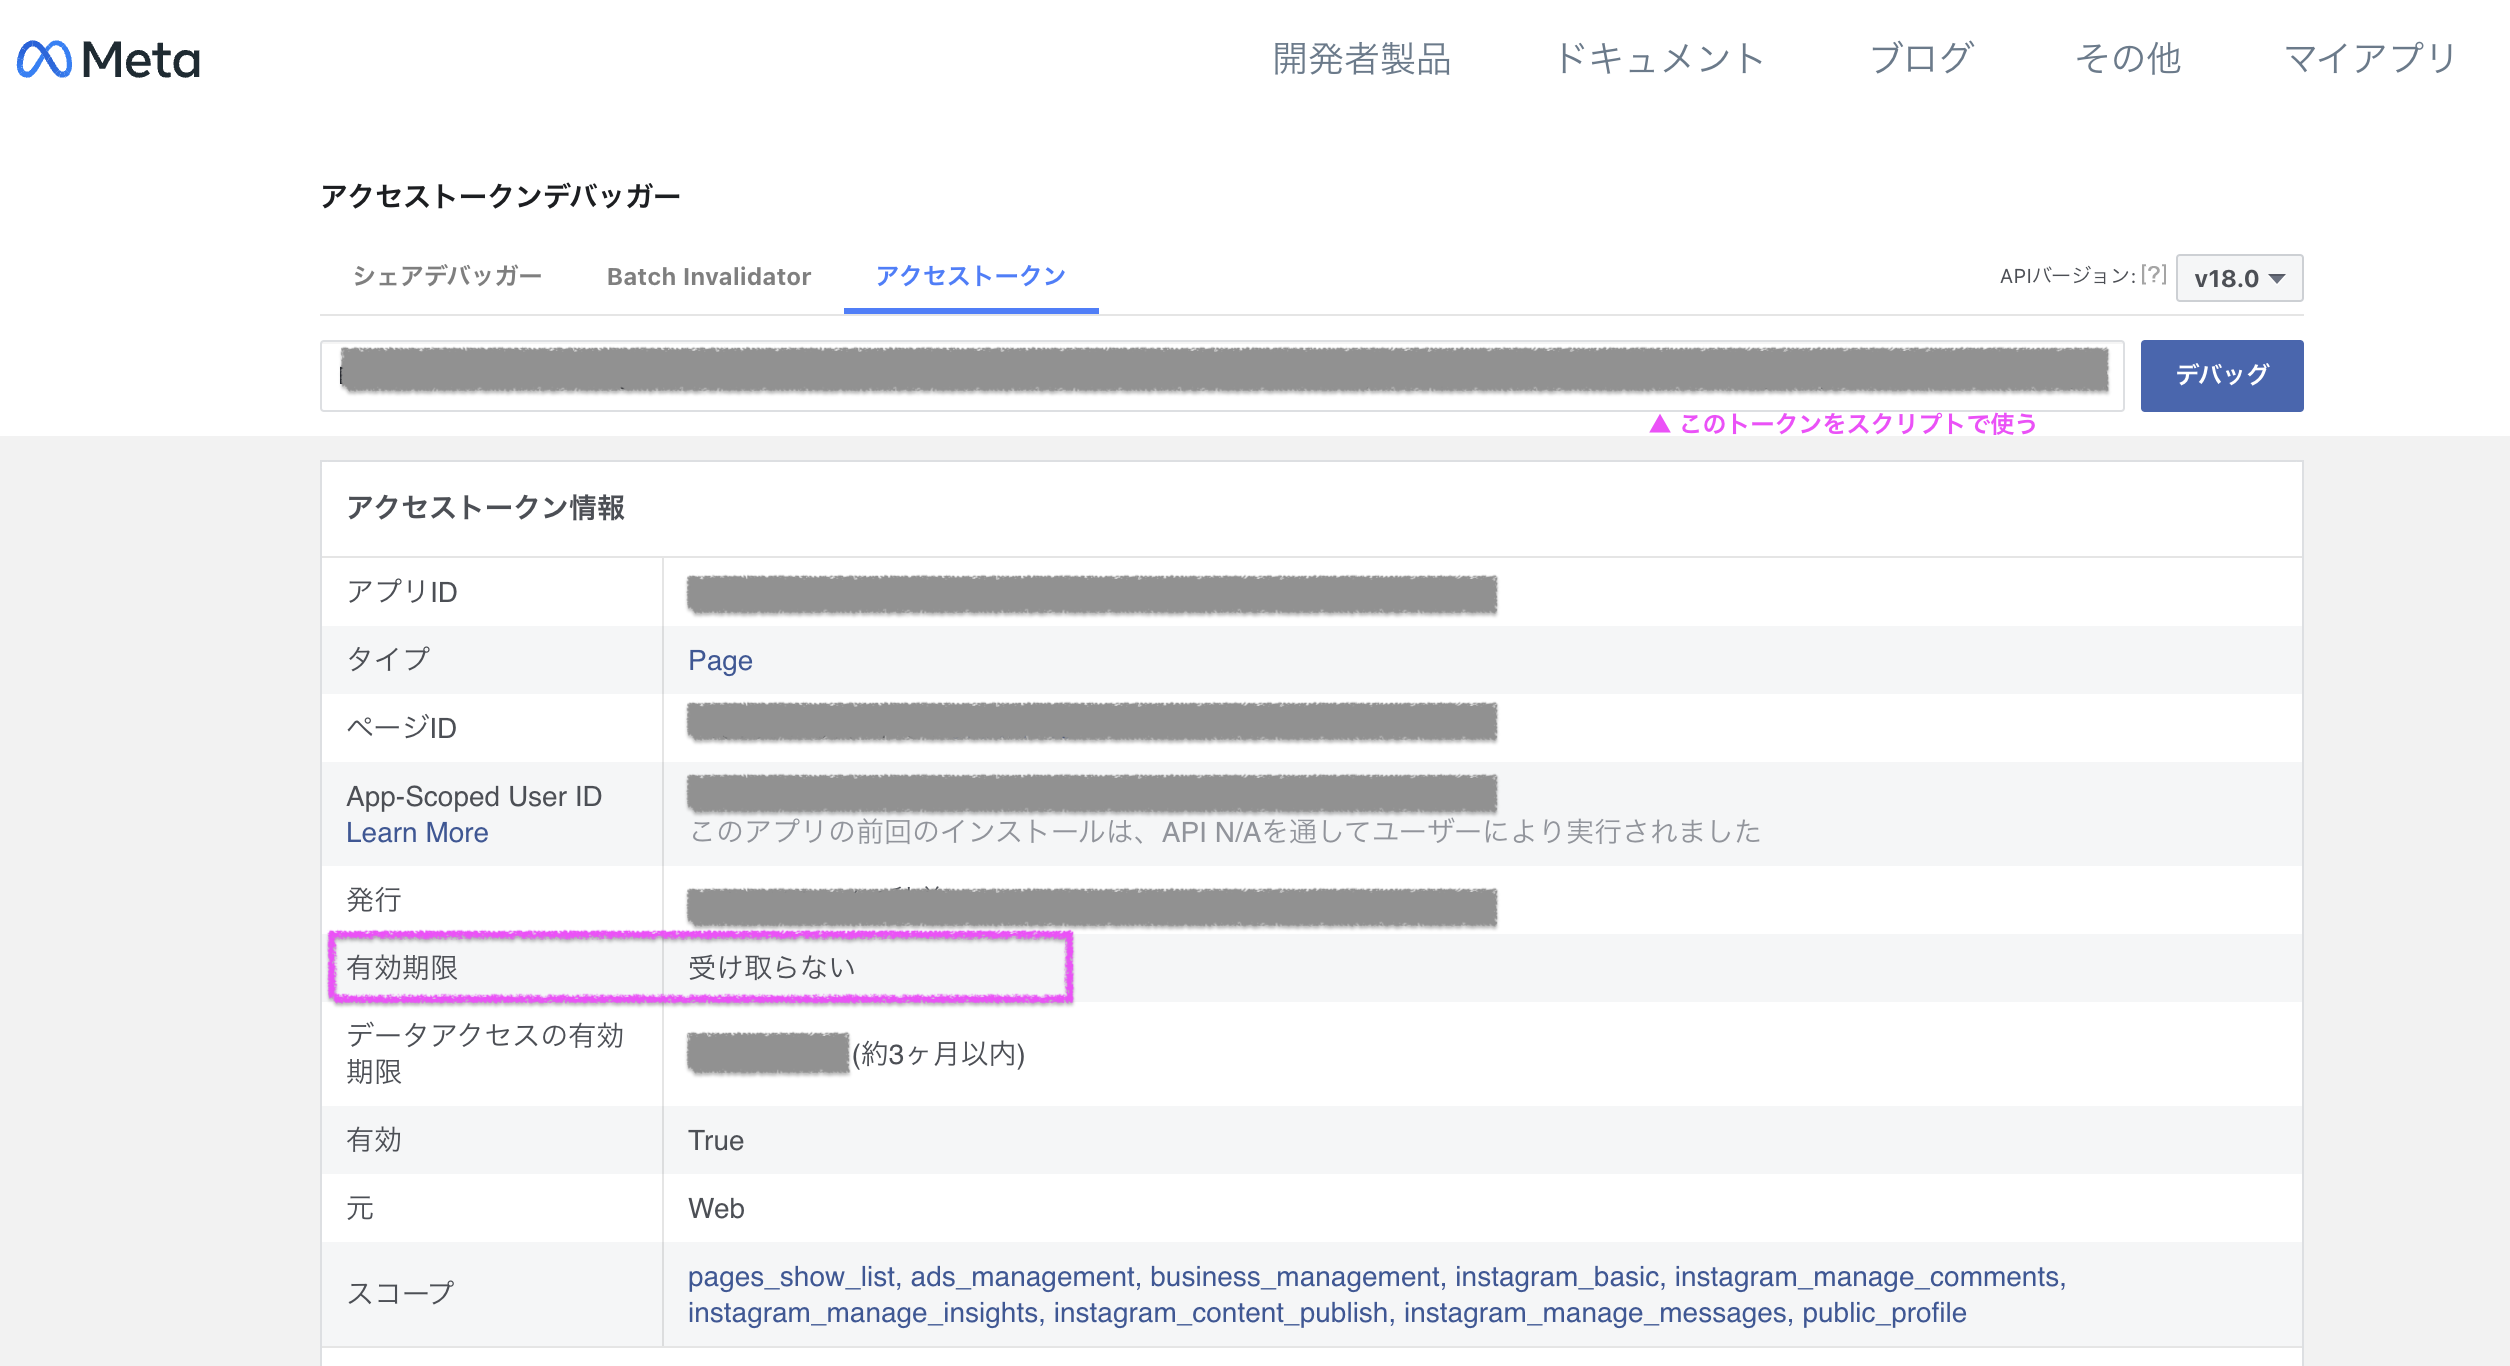 Meta
開発者製品 ドキュメント ブログ その他 マイアプリ
アクセストークンデバッガー
シェアデバッガー Batch Invalidator アクセストークン APIバージョン: [?] v18.0
デバッグ
▲ このトークンをスクリプトで使う
アクセストークン情報
アプリID
タイプ Page
ページID
App-Scoped User ID
Learn More このアプリの前回のインストールは、API N/Aを通してユーザーにより実行されました
発行
有効期限 受け取らない
データアクセスの有効
期限 (約3ヶ月以内)
有効 True
元 Web
スコープ pages_show_list, ads_management, business_management, instagram_basic, instagram_manage_comments,
instagram_manage_insights, instagram_content_publish, instagram_manage_messages, public_profile